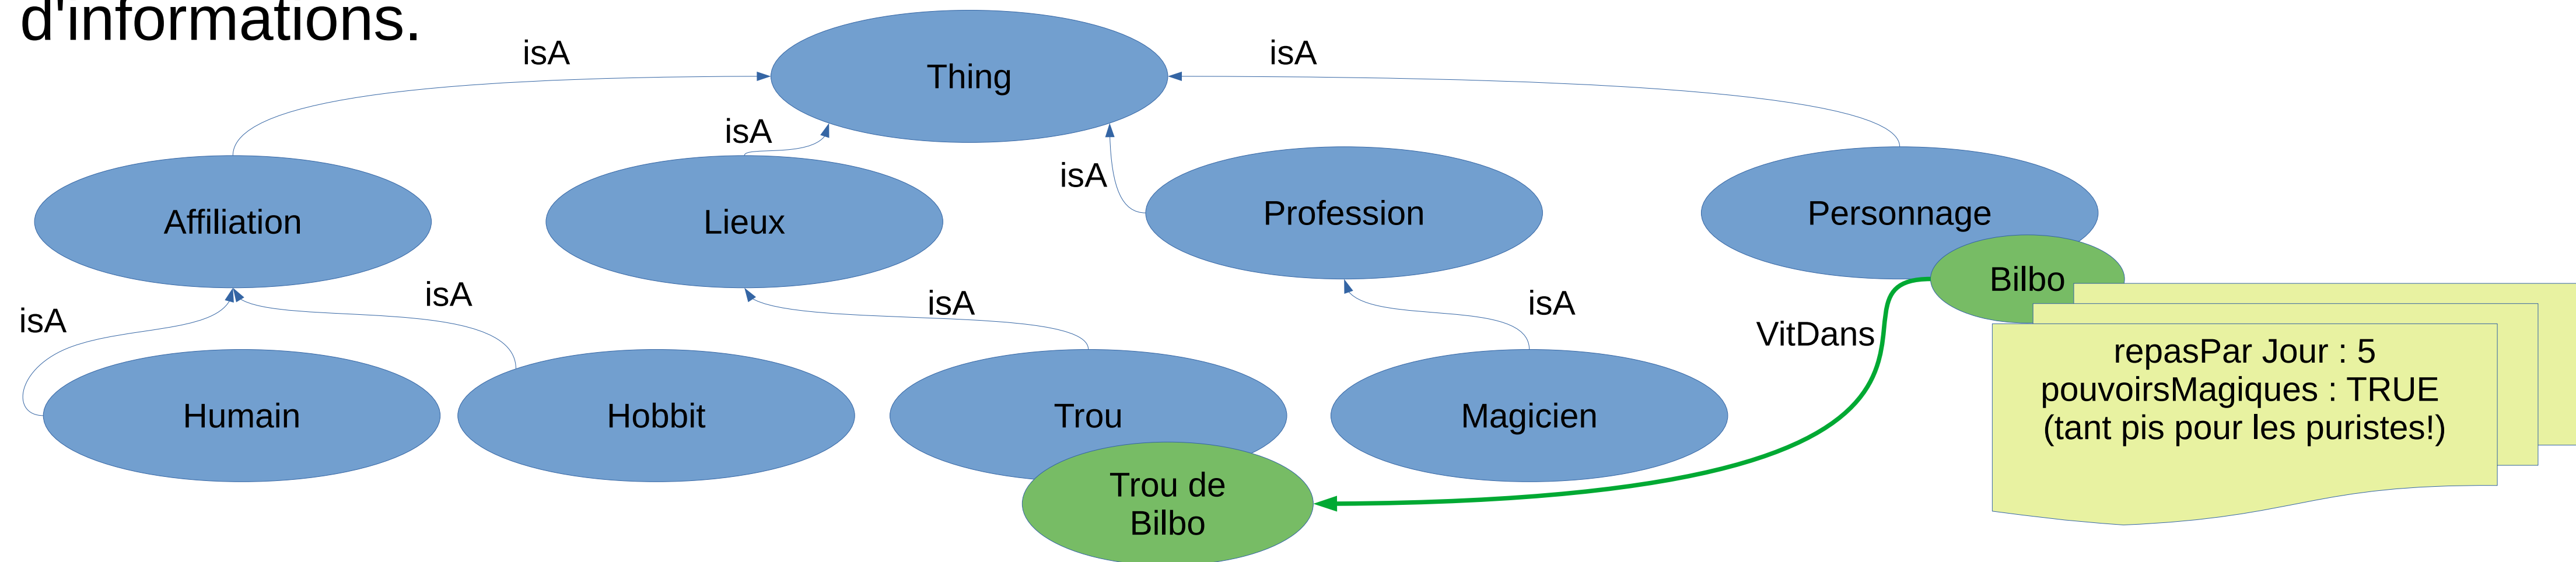 d'informations.
isA
Thing
isA
isA
isA
Affiliation
Lieux
Profession
Personnage
Bilbo
isA
isA
isA
isA
VitDans
repasPar Jour : 5
pouvoirsMagiques : TRUE
(tant pis pour les puristes!)
Humain
Hobbit
Trou
Magicien
Trou de
Bilbo